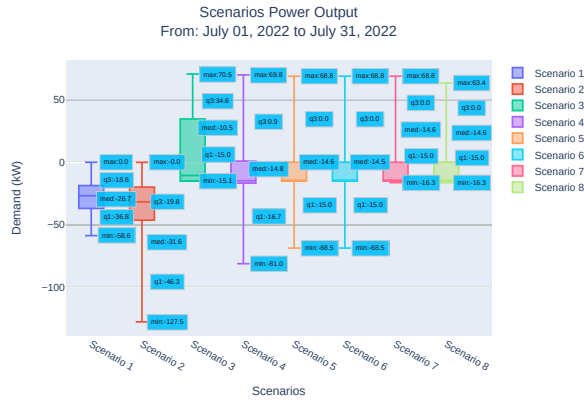 Scenarios Power Output
From: July 01, 2022 to July 31, 2022
Demand (kW)
50
0
−50
−100
max:0.0
q3:-18.6
med:-26.7
q1:-36.8
min:-58.6
max:-0.0
q3:-19.8
med:-31.6
q1:-46.3
min:-127.5
max:70.5
q3:34.6
med:-10.5
q1:-15.0
min:-15.1
max:69.8
q3:0.9
med:-14.8
q1:-16.7
min:-81.0
max:68.8
q3:0.0
med:-14.6
q1:-15.0
min:-68.5
max:68.8
q3:0.0
med:-14.5
q1:-15.0
min:-68.5
max:68.8
q3:0.0
med:-14.6
q1:-15.0
min:-16.3
max:63.4
q3:0.0
med:-14.6
q1:-15.0
min:-16.3
Scenario 1
Scenario 2
Scenario 3
Scenario 4
Scenario 5
Scenario 6
Scenario 7
Scenario 8
Scenarios
Scenario 1
Scenario 2
Scenario 3
Scenario 4
Scenario 5
Scenario 6
Scenario 7
Scenario 8